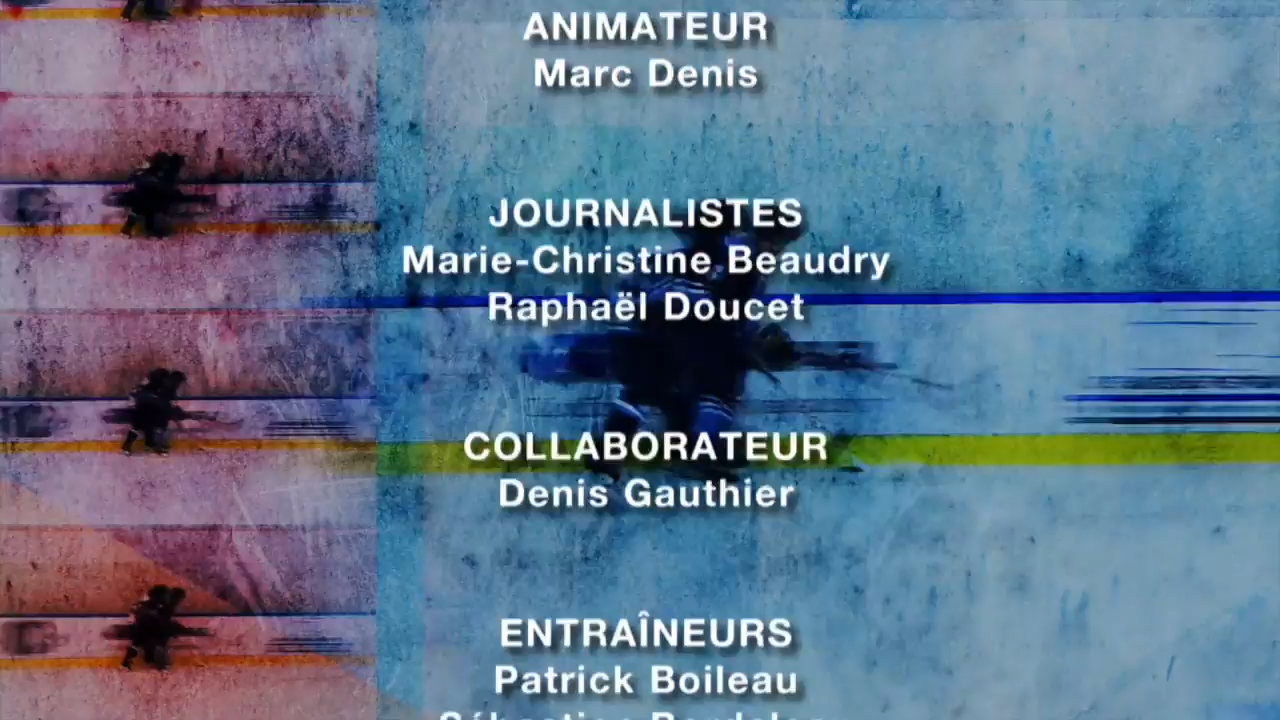 ANIMATEUR
Marc Denis
JOURNALISTES
Marie-Christine Beaudry
Raphaël Doucet
COLLABORATEUR
Denis Gauthier
ENTRAÎNEURS
Patrick Boileau